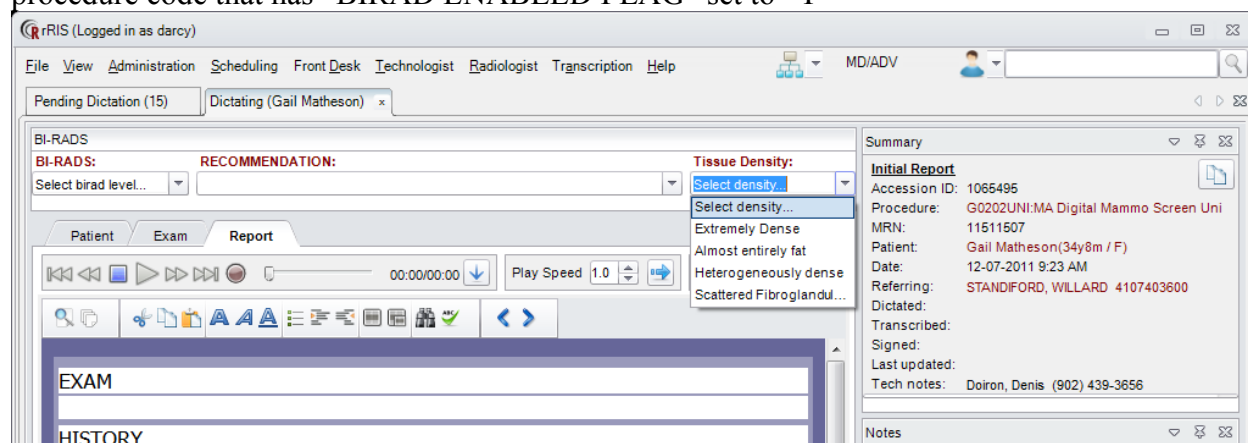 procedure code that has "BIRAD ENABLED FLAG" set to "1"
rRIS (Logged in as darcy)
File View Administration Scheduling Front Desk Technologist Radiologist Transcription Help
MD/ADV
Pending Dictation (15)
Dictating (Gail Matheson) x
BI-RADS
BI-RADS: RECOMMENDATION: Tissue Density:
Select birad level...
Select density...
Select density...
Extremely Dense
Almost entirely fat
Heterogeneously dense
Scattered Fibroglandul...
Patient Exam Report
00:00/00:00 Play Speed 1.0
EXAM
HISTORY
Summary
Initial Report
Accession ID: 1065495
Procedure: G0202UNI:MA Digital Mammo Screen Uni
MRN: 11511507
Patient: Gail Matheson(34y8m / F)
Date: 12-07-2011 9:23 AM
Referring: STANDIFORD, WILLARD 4107403600
Dictated:
Transcribed:
Signed:
Last updated:
Tech notes: Doiron, Denis (902) 439-3656
Notes